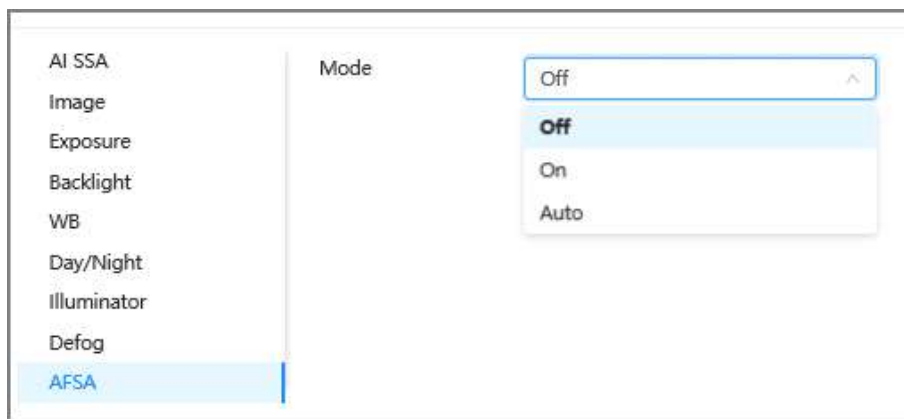 AI SSA
Image
Exposure
Backlight
WB
Day/Night
Illuminator
Defog
AFSA
Mode
Off
Off
On
Auto